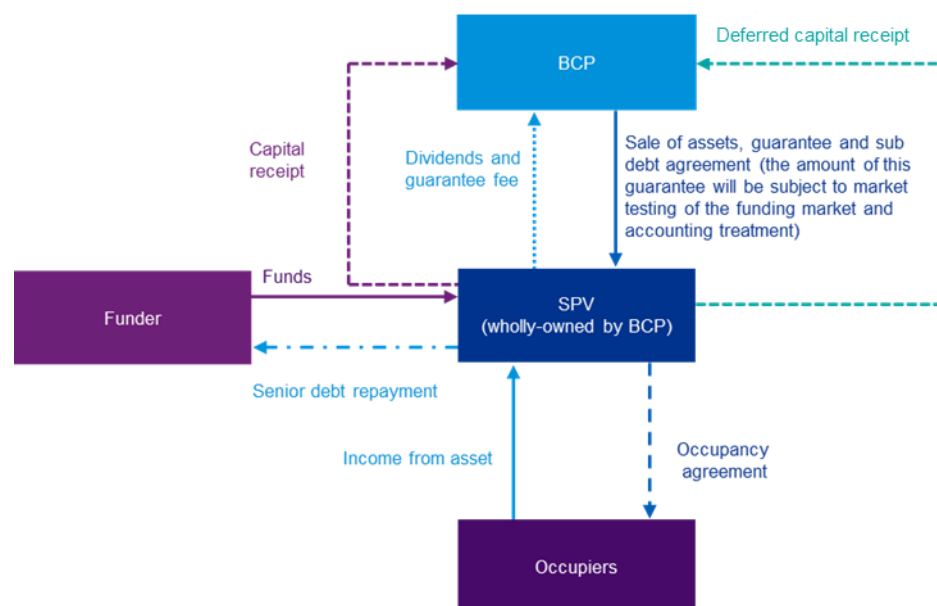 Deferred capital receipt
BCP
Capital
receipt
Dividends and
guarantee fee
Sale of assets, guarantee and sub
debt agreement (the amount of this
guarantee will be subject to market
testing of the funding market and
accounting treatment)
Funds
Funder
SPV
(wholly-owned by BCP)
Senior debt repayment
Income from asset
Occupancy
agreement
Occupiers